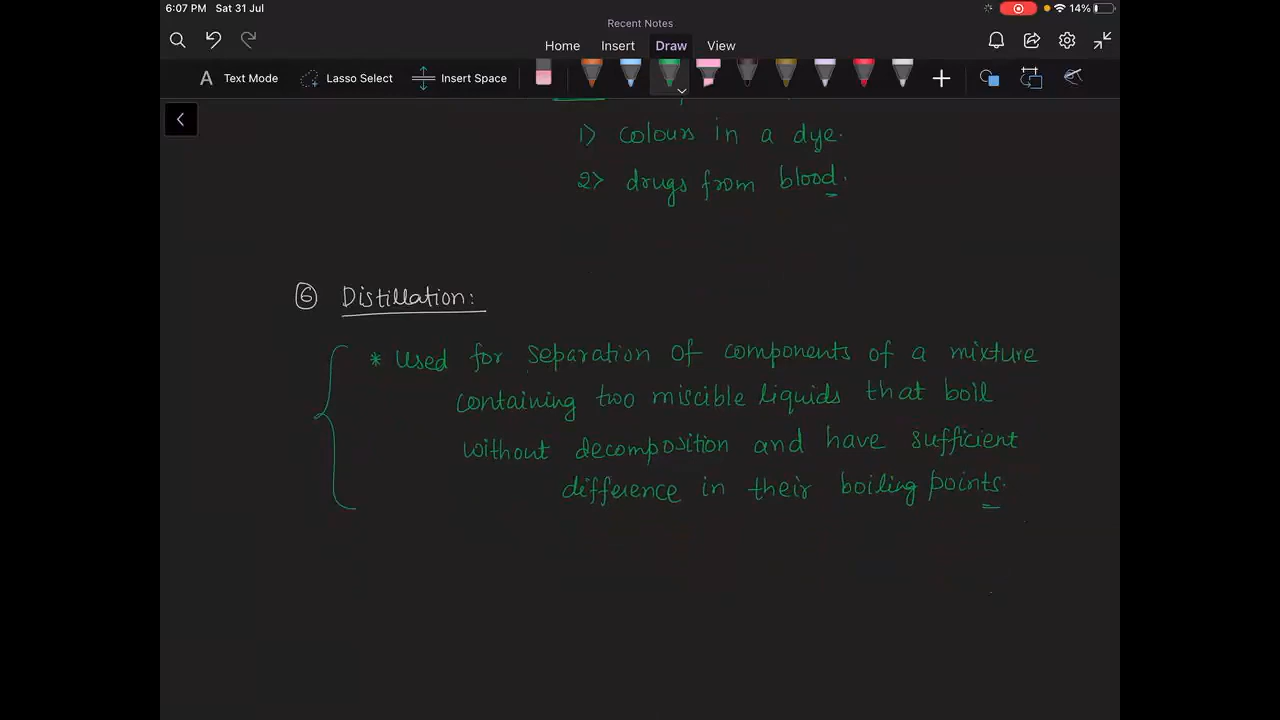 6:07 PM Sat 31 Jul
14%
Recent Notes
Home Insert Draw View
Text Mode Lasso Select Insert Space
1) colours in a dye.
2) drugs from blood.
6 Distillation:
* Used for separation of components of a mixture
containing two miscible liquids that boil
without decomposition and have sufficient
difference in their boiling points.